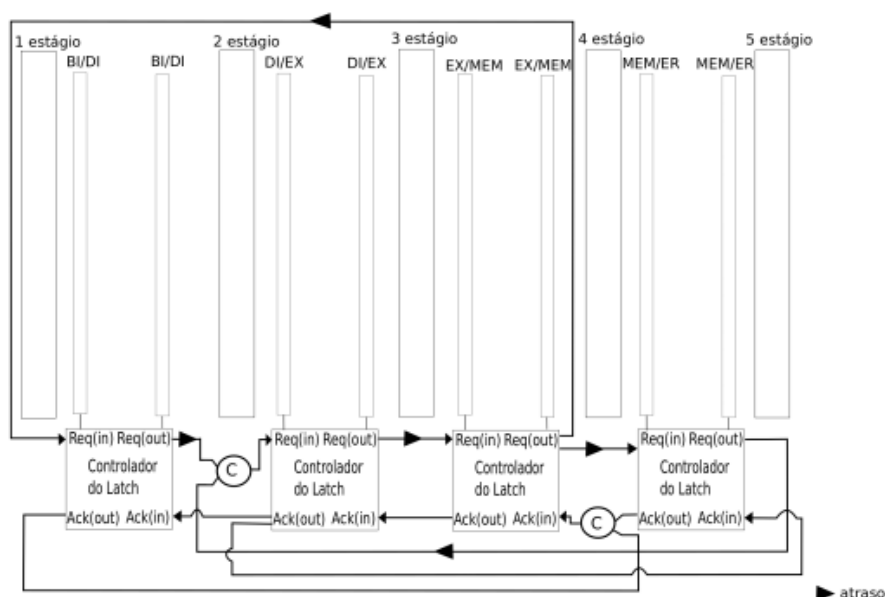 1 estágio
2 estágio
3 estágio
4 estágio
5 estágio
BI/DI
BI/DI
DI/EX
DI/EX
EX/MEM
EX/MEM
MEM/ER
MEM/ER
Req(in) Req(out)
Controlador
do Latch
Ack(out) Ack(in)
C
Req(in) Req(out)
Controlador
do Latch
Ack(out) Ack(in)
Req(in) Req(out)
Controlador
do Latch
Ack(out) Ack(in)
C
Req(in) Req(out)
Controlador
do Latch
Ack(out) Ack(in)
atraso